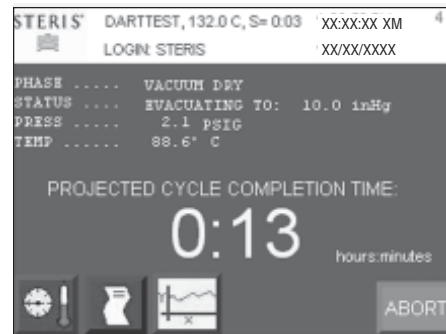 STERIS® DARTTEST, 132.0 C, S= 0:03 XX:XX:XX XM 4
LOGIN: STERIS XX/XX/XXXX
PHASE ..... VACUUM DRY
STATUS .... EVACUATING TO: 10.0 inHg
PRESS ..... 2.1 PSIG
TEMP ...... 88.6° C
PROJECTED CYCLE COMPLETION TIME:
0:13 hours:minutes
X
ABORT